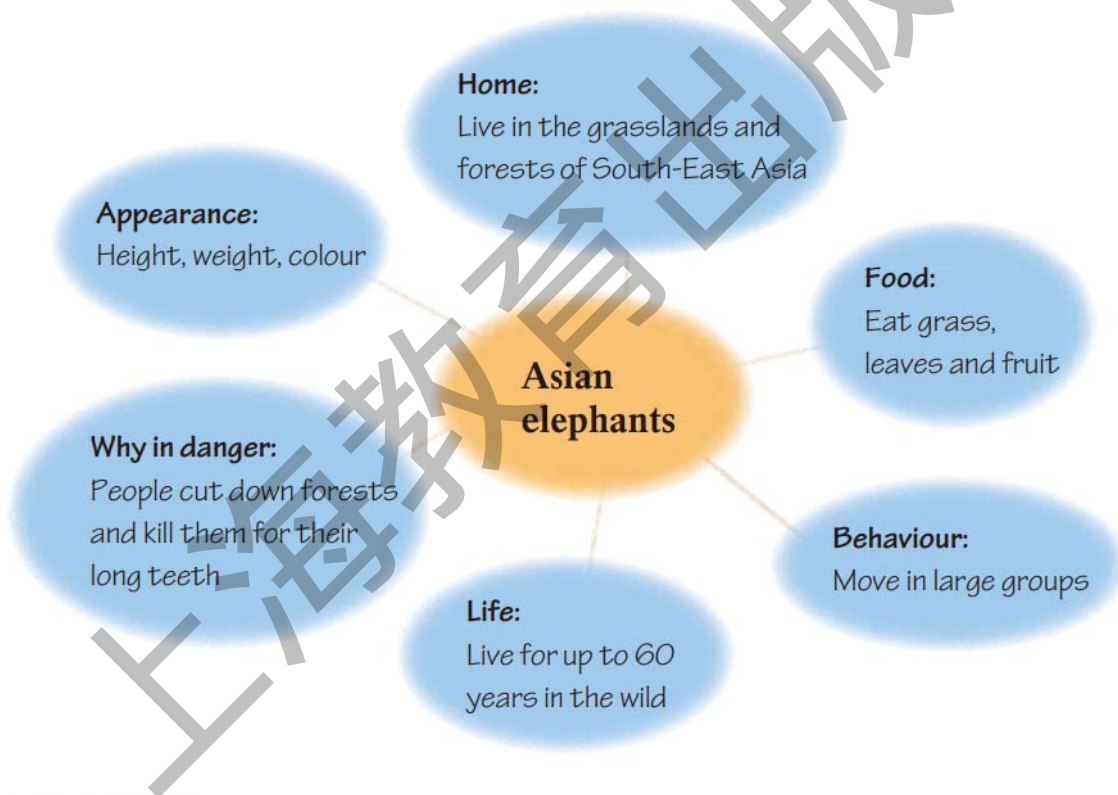 Home:
Live in the grasslands and
forests of South-East Asia
Appearance:
Height, weight, colour
Food:
Eat grass,
leaves and fruit
Asian
elephants
Why in danger:
People cut down forests
and kill them for their
long teeth
Behaviour:
Move in large groups
Life:
Live for up to 60
years in the wild
上海教育出版